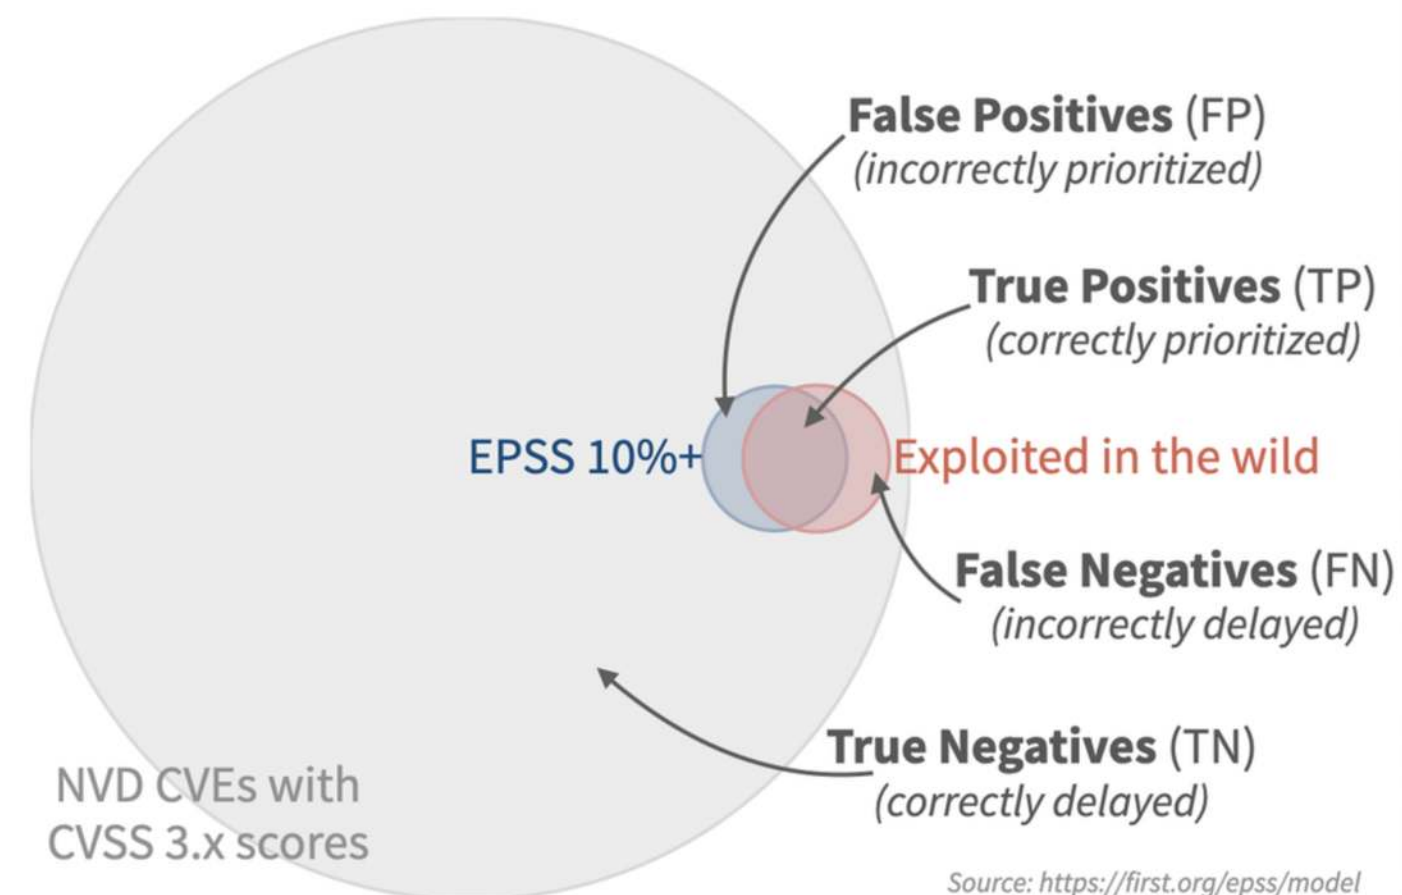 False Positives (FP)
(incorrectly prioritized)
True Positives (TP)
(correctly prioritized)
EPSS 10%+
Exploited in the wild
False Negatives (FN)
(incorrectly delayed)
True Negatives (TN)
(correctly delayed)
NVD CVEs with
CVSS 3.x scores
Source: https://first.org/epss/model